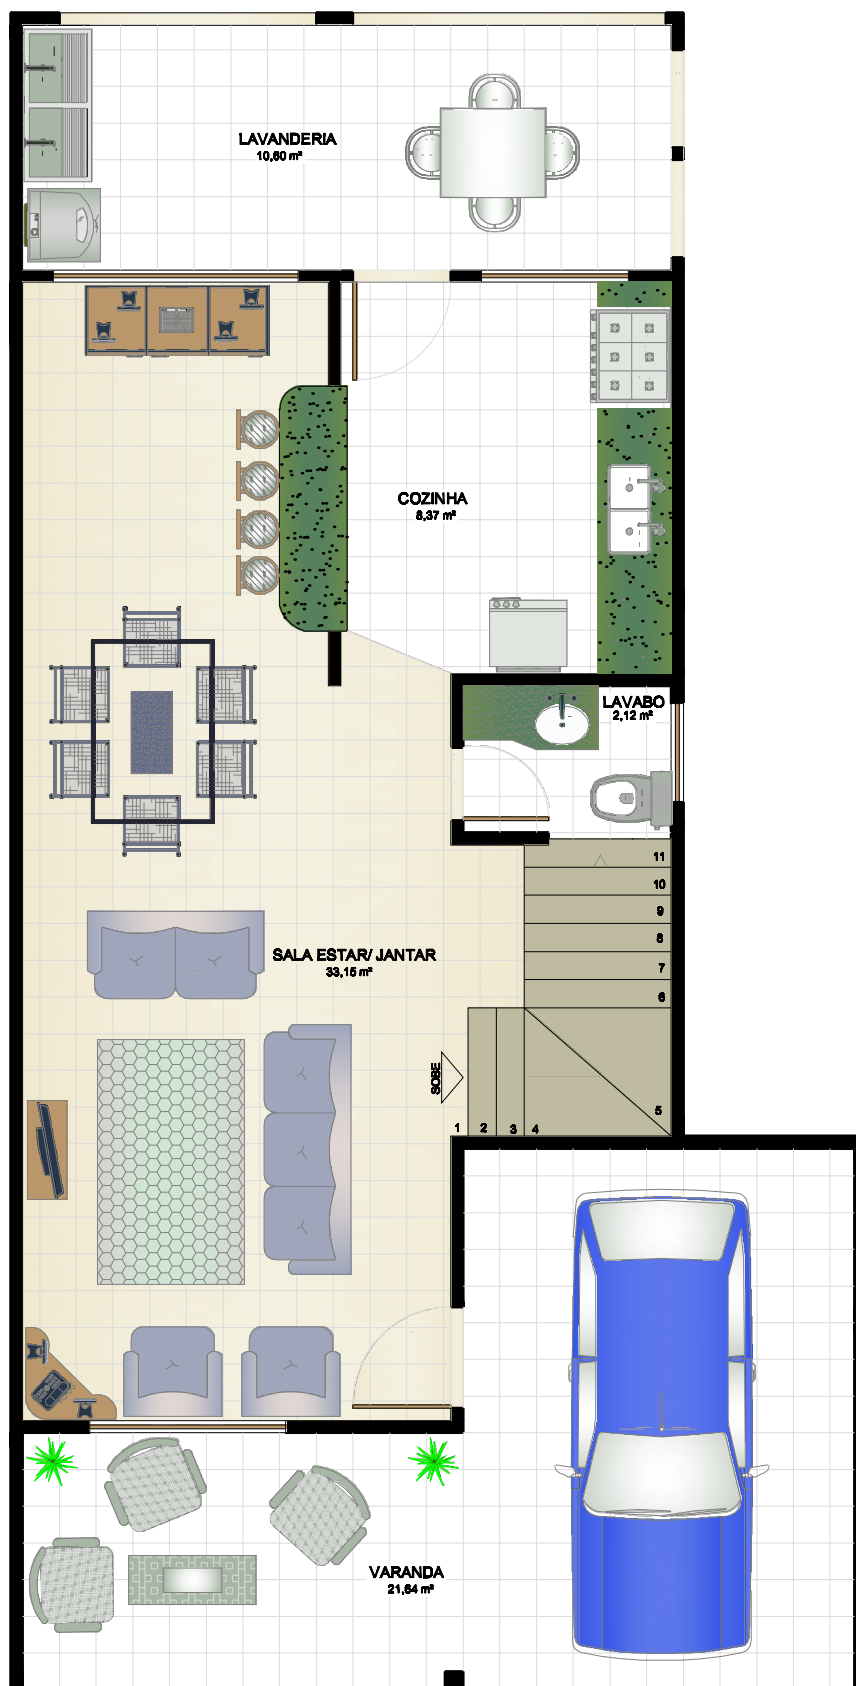 LAVANDERIA
10,60 m²
COZINHA
8,37 m²
LAVABO
2,12 m²
11
10
9
8
7
6
SALA ESTAR/ JANTAR
33,15 m²
SOBE
5
1 2 3 4
VARANDA
21,64 m²